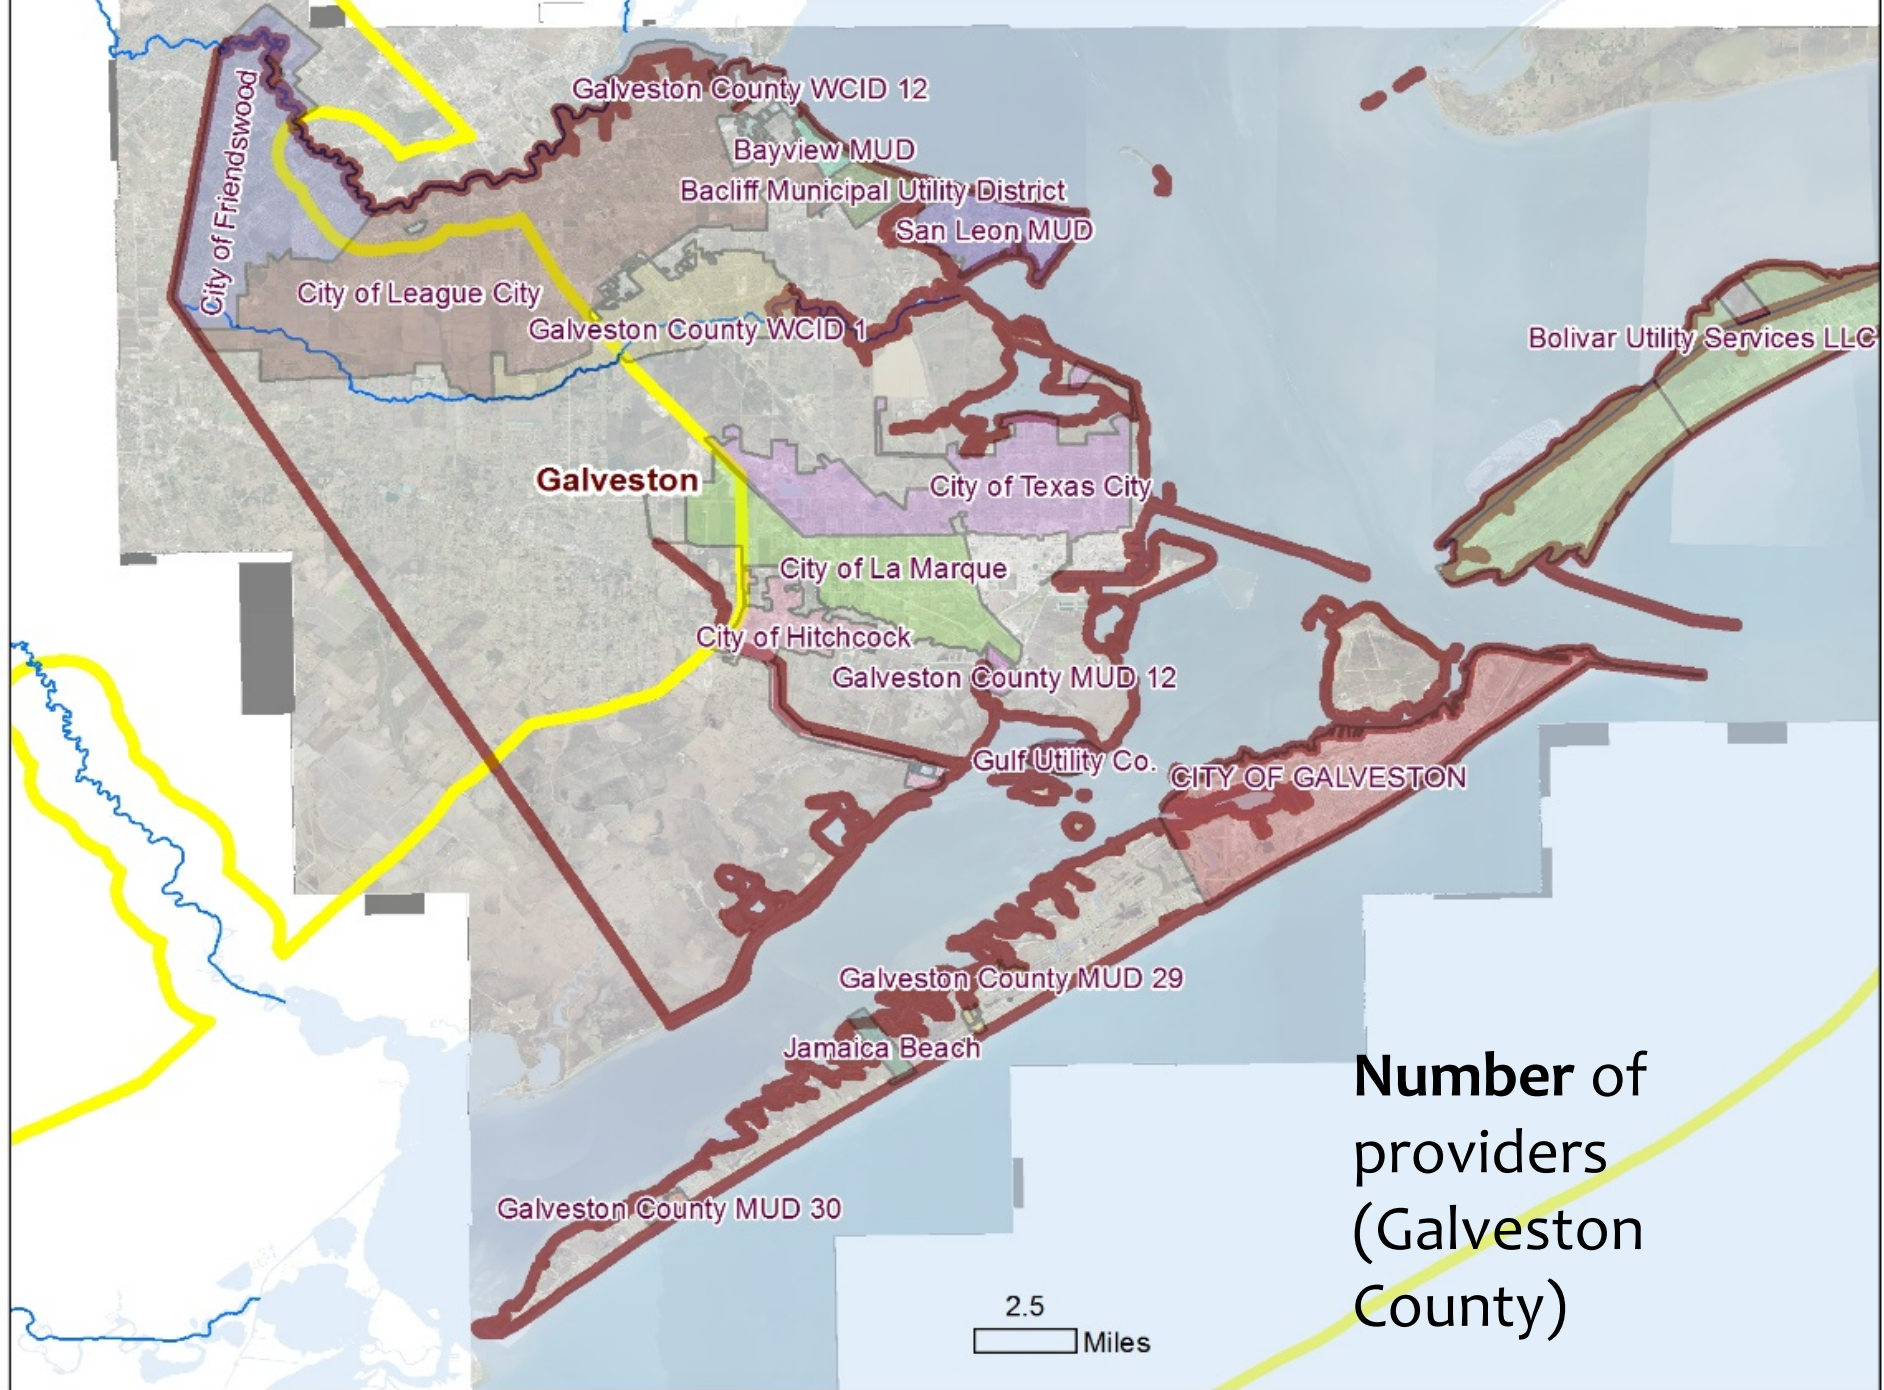 Galveston County WCID 12
Bayview MUD
Bacliff Municipal Utility District
San Leon MUD
City of Friendswood
City of League City
Galveston County WCID 1
Bolivar Utility Services LLC
Galveston
City of Texas City
City of La Marque
City of Hitchcock
Galveston County MUD 12
Gulf Utility Co.
CITY OF GALVESTON
Galveston County MUD 29
Jamaica Beach
Galveston County MUD 30
Number of
providers
(Galveston
County)
2.5
Miles